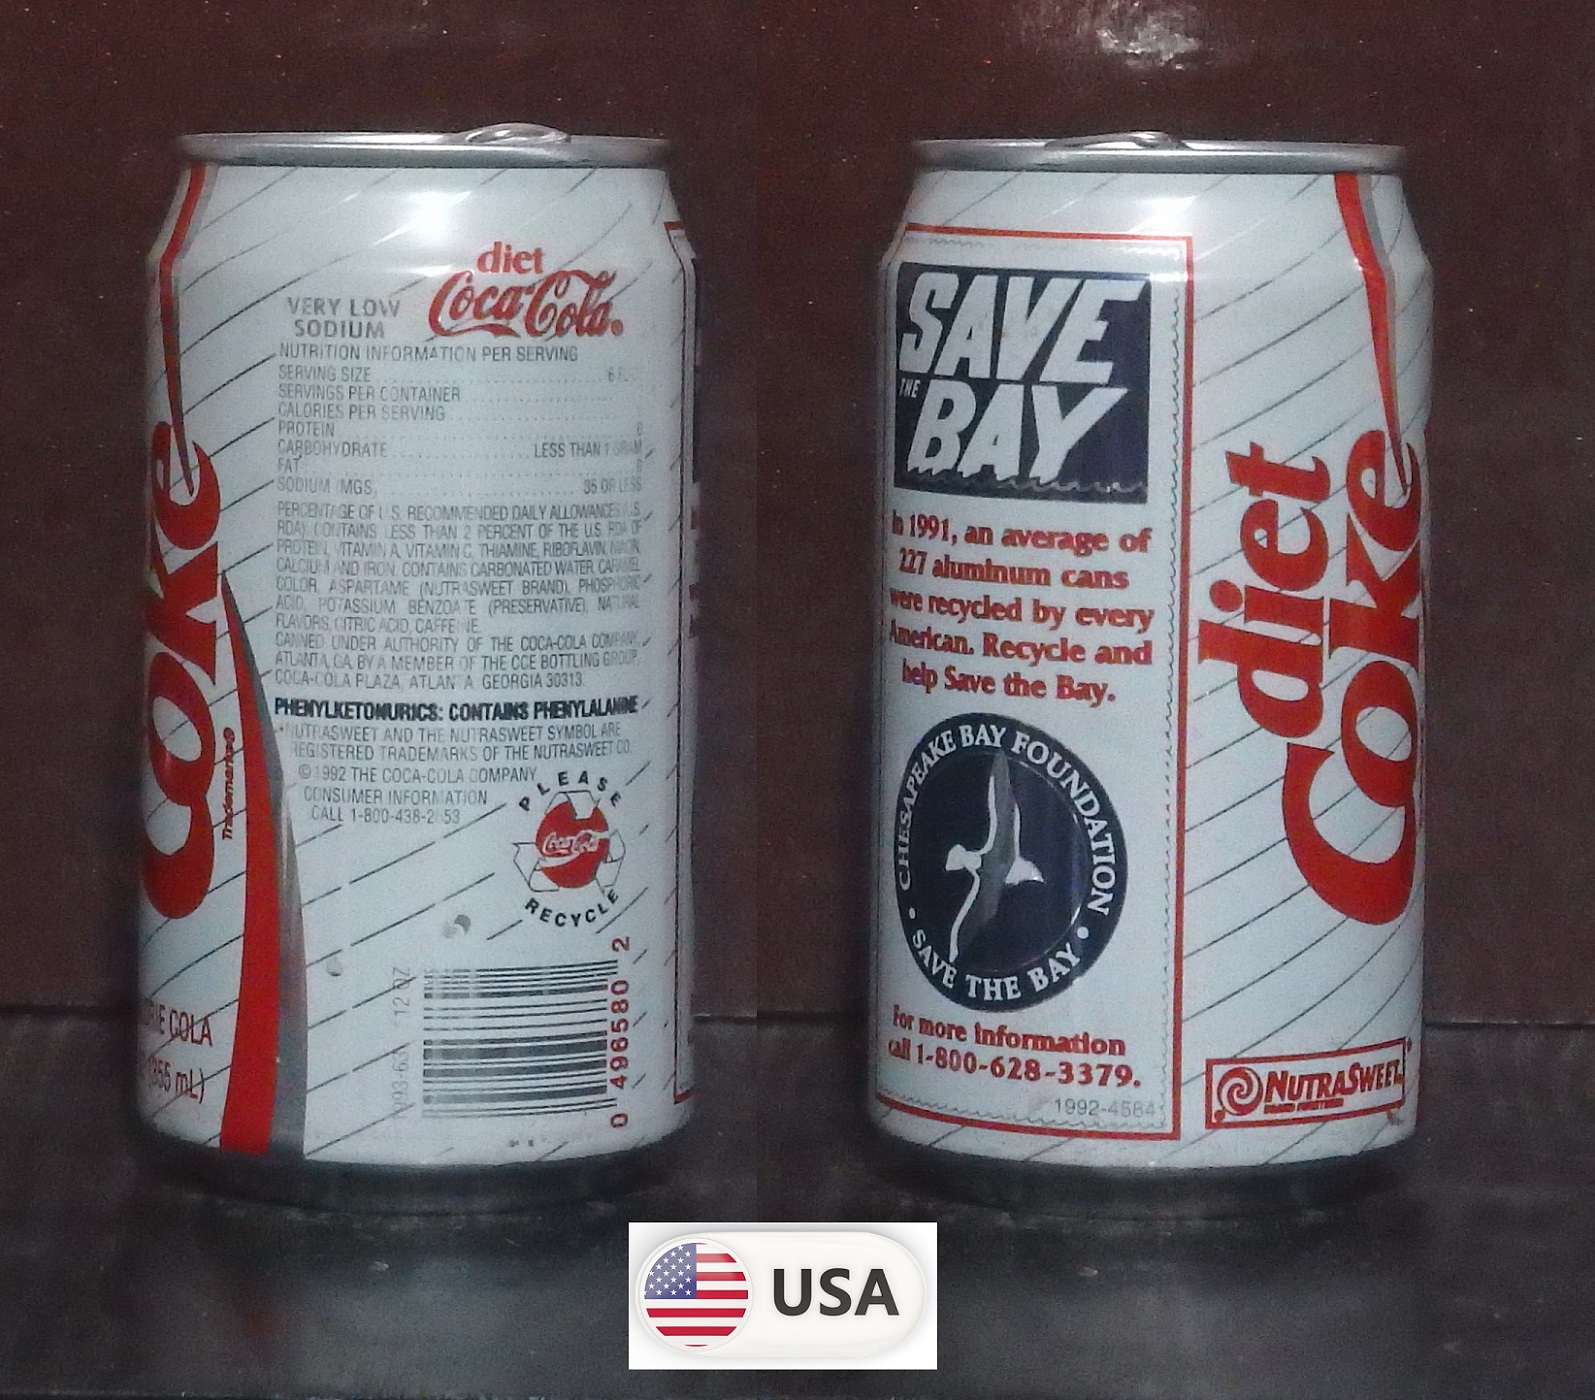 Coke
Trademark®
COLA
(355 mL)
diet
Coca-Cola®
VERY LOW
SODIUM
NUTRITION INFORMATION PER SERVING
SERVING SIZE 6
SERVINGS PER CONTAINER
CALORIES PER SERVING
PROTEIN 0
CARBOHYDRATE LESS THAN 1 GRAM
FAT 0
SODIUM (MGS) 35 OR LESS
PERCENTAGE OF U.S. RECOMMENDED DAILY ALLOWANCES (U.S.
RDA): CONTAINS LESS THAN 2 PERCENT OF THE U.S. RDA OF
PROTEIN, VITAMIN A, VITAMIN C, THIAMINE, RIBOFLAVIN, NIACIN,
CALCIUM AND IRON. CONTAINS CARBONATED WATER, CARAMEL
COLOR, ASPARTAME (NUTRASWEET BRAND), PHOSPHORIC
ACID, POTASSIUM BENZOATE (PRESERVATIVE), NATURAL
FLAVORS, CITRIC ACID, CAFFEINE.
CANNED UNDER AUTHORITY OF THE COCA-COLA COMPANY,
ATLANTA, GA. BY A MEMBER OF THE CCE BOTTLING GROUP,
COCA-COLA PLAZA, ATLANTA GEORGIA 30313.
PHENYLKETONURICS: CONTAINS PHENYLALANINE
NUTRASWEET AND THE NUTRASWEET SYMBOL ARE
REGISTERED TRADEMARKS OF THE NUTRASWEET CO.
©1992 THE COCA-COLA COMPANY
CONSUMER INFORMATION
CALL 1-800-438-2653
PLEASE
Coca-Cola
RECYCLE
12 OZ
0 496580 2
SAVE
THE
BAY
In 1991, an average of
227 aluminum cans
were recycled by every
American. Recycle and
help Save the Bay.
CHESAPEAKE BAY FOUNDATION
• SAVE THE BAY •
For more information
call 1-800-628-3379.
1992-4584
diet
Coke
NUTRASWEET
USA